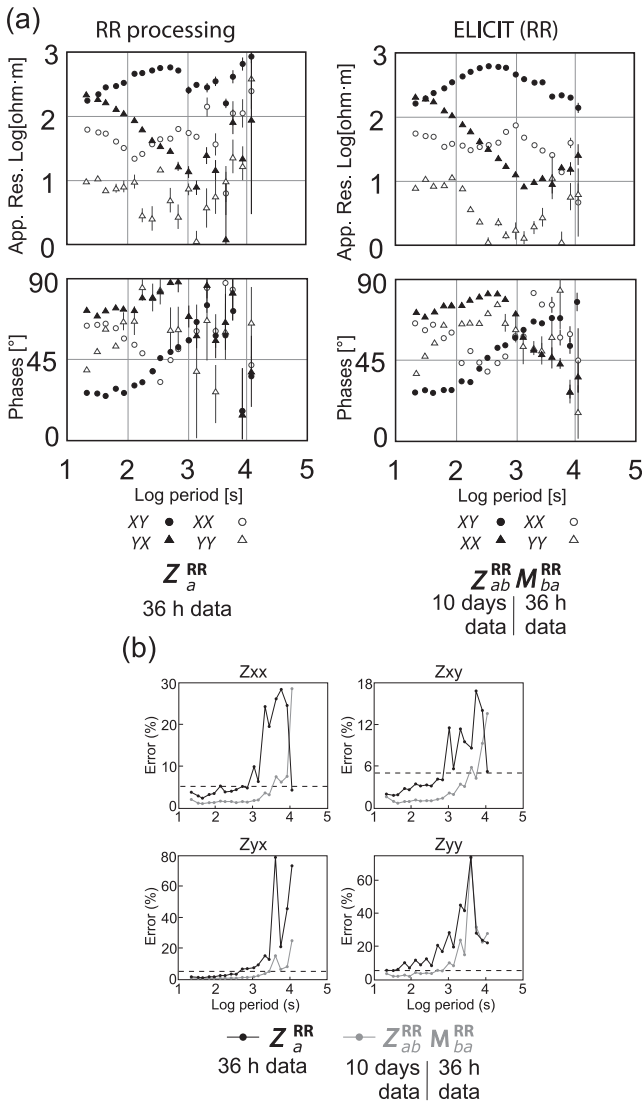 (a)
RR processing
ELICIT (RR)
App. Res. Log[ohm·m]
3
2
1
0
App. Res. Log[ohm·m]
3
2
1
0
Phases [°]
90
45
0
Phases [°]
90
45
0
1 2 3 4 5
Log period [s]
1 2 3 4 5
Log period [s]
XY ● XX ○
YX ▲ YY △
XY ● XX ○
XX ▲ YY △
Z a RR
36 h data
Z ab RR M ba RR
10 days data | 36 h data
(b)
Zxx
Error (%)
30
20
10
0
1 2 3 4 5
Zxy
Error (%)
18
12
6
0
1 2 3 4 5
Zyx
Error (%)
80
60
40
20
0
1 2 3 4 5
Log period (s)
Zyy
Error (%)
60
40
20
0
1 2 3 4 5
Log period (s)
Z a RR
36 h data
Z ab RR M ba RR
10 days data | 36 h data